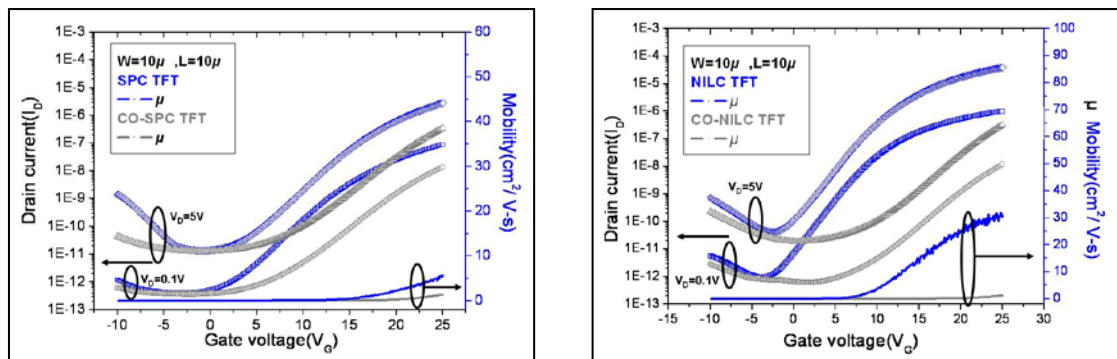 1E-3
1E-4
1E-5
1E-6
1E-7
1E-8
1E-9
1E-10
1E-11
1E-12
1E-13
Drain current(I_D)
W=10μ ,L=10μ
SPC TFT
μ
CO-SPC TFT
μ
V_D=5V
V_D=0.1V
60
50
40
30
20
10
0
Mobility(cm²/ V-s)
-10 -5 0 5 10 15 20 25
Gate voltage(V_G)
1E-3
1E-4
1E-5
1E-6
1E-7
1E-8
1E-9
1E-10
1E-11
1E-12
1E-13
Drain current(I_D)
W=10μ ,L=10μ
NILC TFT
μ
CO-NILC TFT
μ
V_D=5V
V_D=0.1V
100
90
80
70
60
50
40
30
20
10
0
μ Mobility(cm²/ V-s)
-15 -10 -5 0 5 10 15 20 25 30
Gate voltage(V_G)